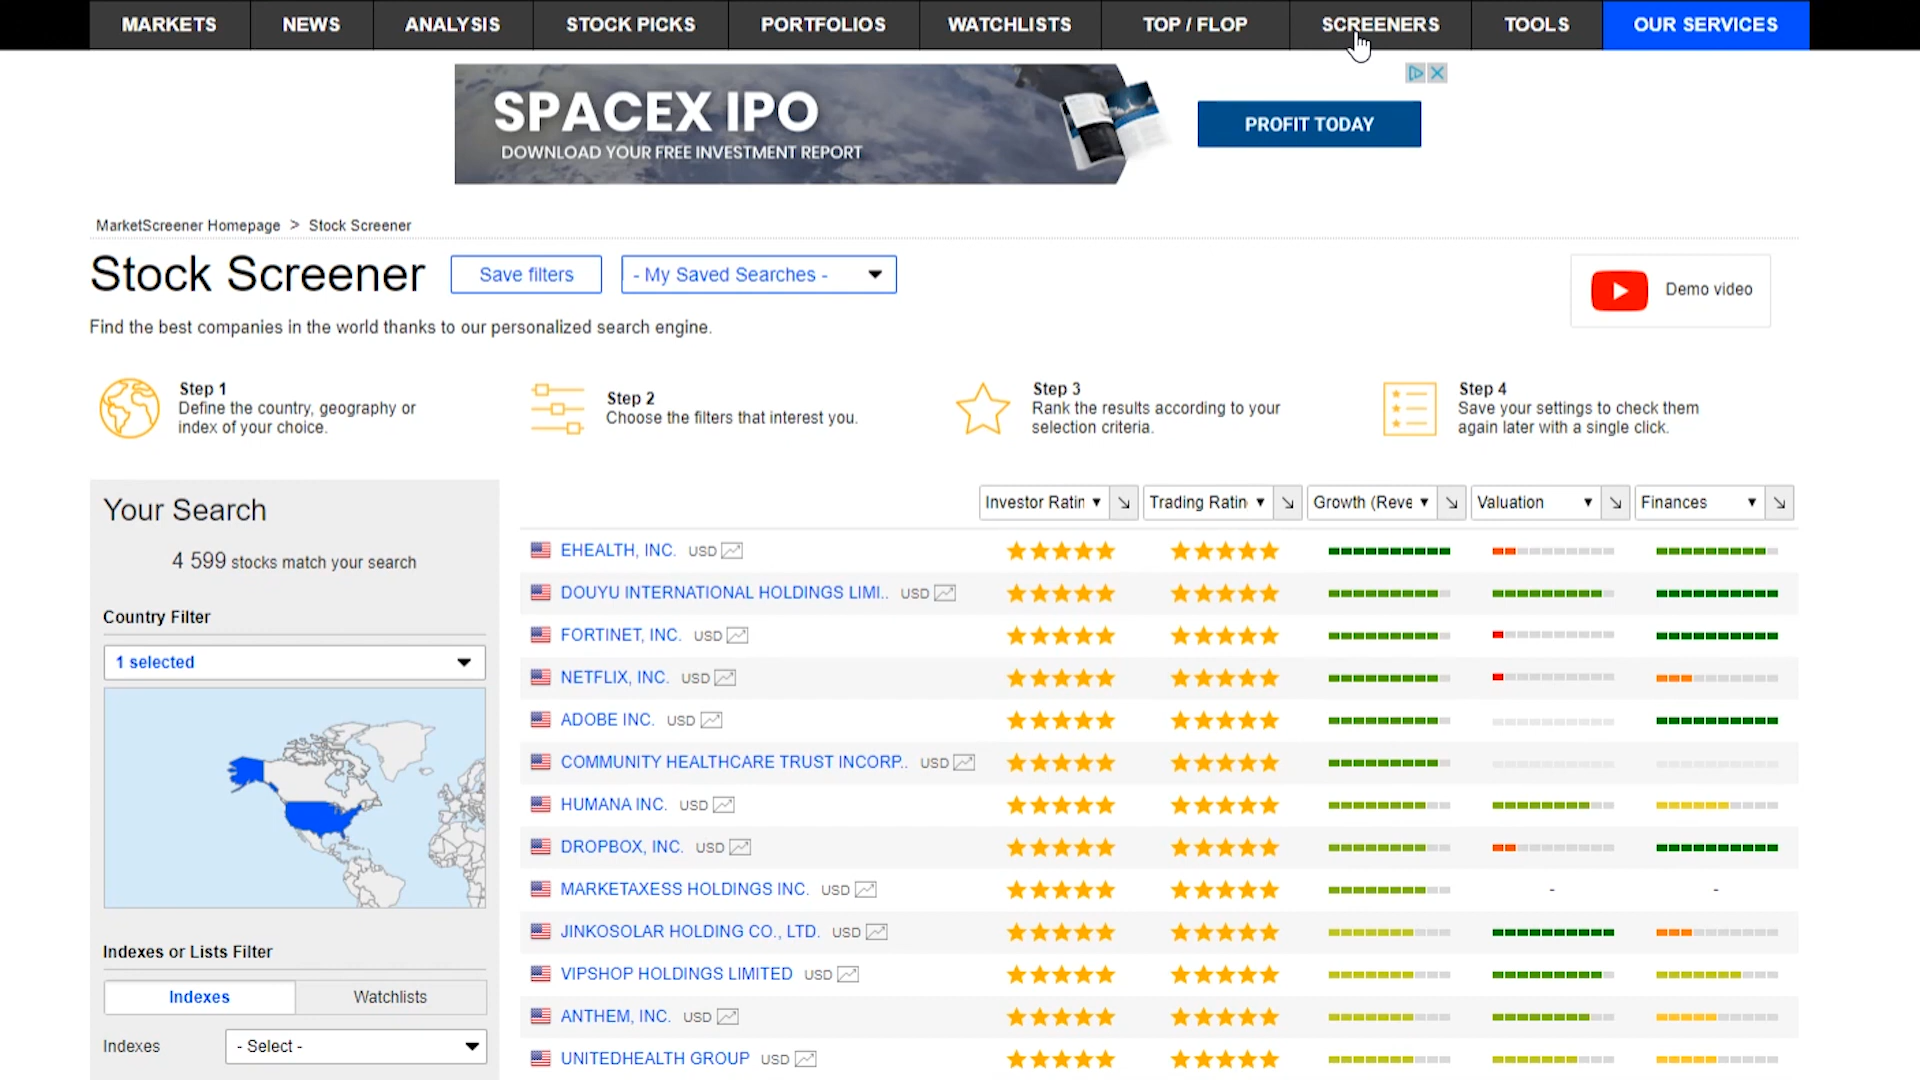 MARKETS NEWS ANALYSIS STOCK PICKS PORTFOLIOS WATCHLISTS TOP / FLOP SCREENERS TOOLS OUR SERVICES
SPACEX IPO
DOWNLOAD YOUR FREE INVESTMENT REPORT
PROFIT TODAY
MarketScreener Homepage > Stock Screener
Stock Screener Save filters - My Saved Searches -
Demo video
Find the best companies in the world thanks to our personalized search engine.
Step 1
Define the country, geography or
index of your choice.
Step 2
Choose the filters that interest you.
Step 3
Rank the results according to your
selection criteria.
Step 4
Save your settings to check them
again later with a single click.
Your Search
4 599 stocks match your search
Country Filter
1 selected
Indexes or Lists Filter
Indexes Watchlists
Indexes - Select -
Investor Ratin Trading Ratin Growth (Reve Valuation Finances
EHEALTH, INC. USD
DOUYU INTERNATIONAL HOLDINGS LIMI.. USD
FORTINET, INC. USD
NETFLIX, INC. USD
ADOBE INC. USD
COMMUNITY HEALTHCARE TRUST INCORP.. USD
HUMANA INC. USD
DROPBOX, INC. USD
MARKETAXESS HOLDINGS INC. USD - -
JINKOSOLAR HOLDING CO., LTD. USD
VIPSHOP HOLDINGS LIMITED USD
ANTHEM, INC. USD
UNITEDHEALTH GROUP USD